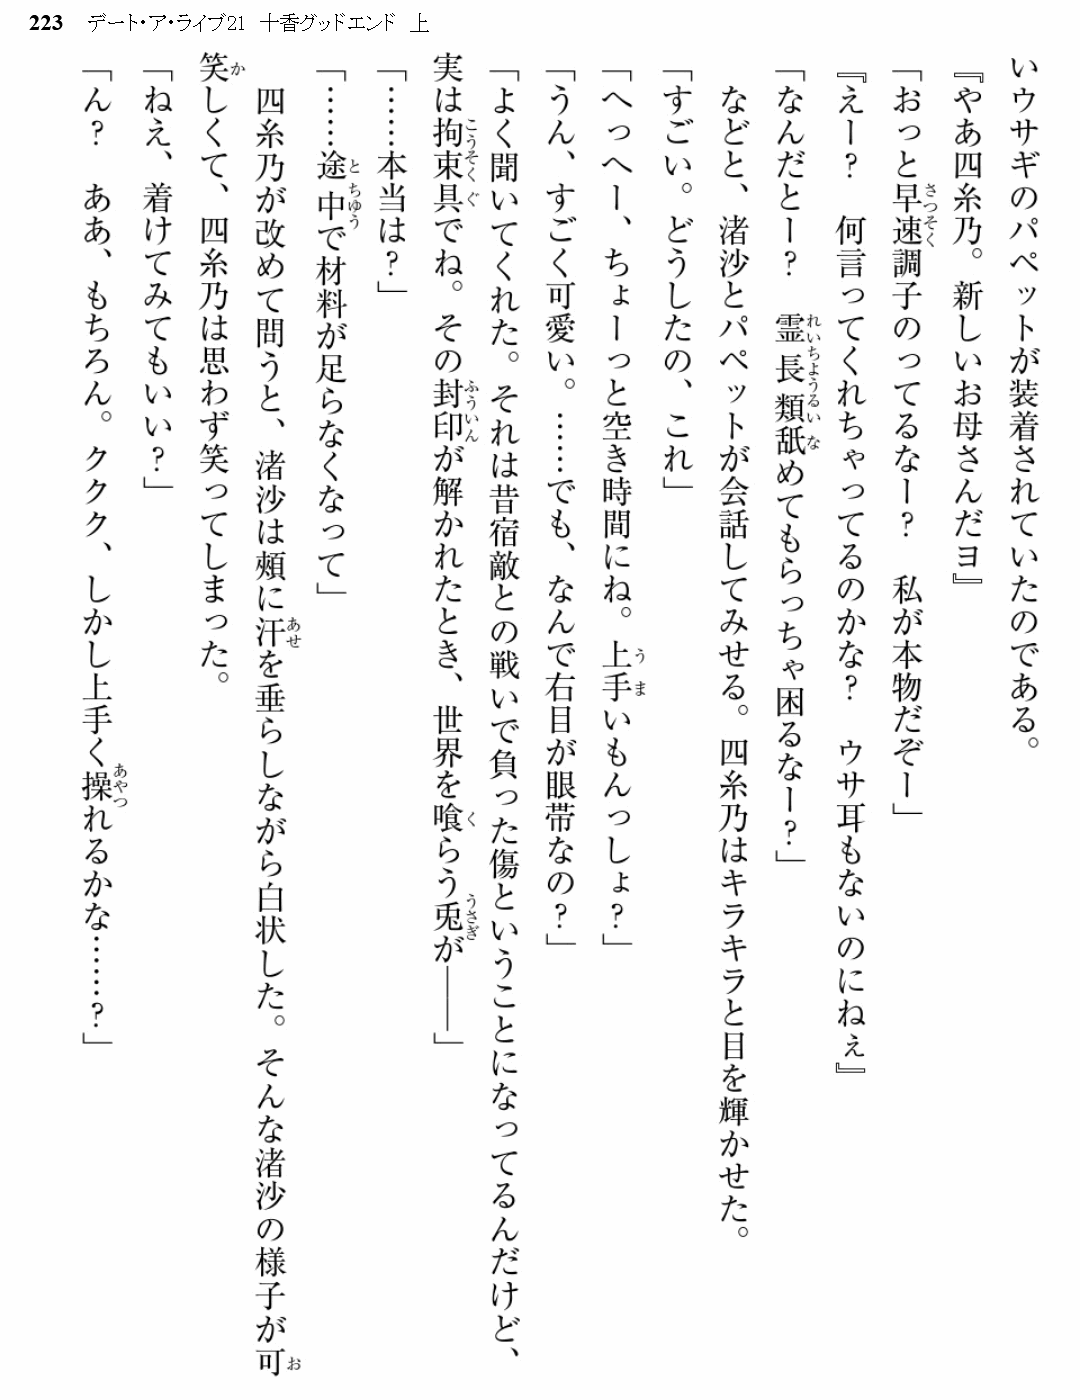 223 デート・ア・ライブ21 十香グッドエンド 上
いウサギのパペットが装着されていたのである。
『やあ四糸乃。新しいお母さんだヨ』
「おっと早速調子のってるなー？ 私が本物だぞー」
『えー？ 何言ってくれちゃってるのかな？ ウサ耳もないのにねぇ』
「なんだとー？ 霊長類舐めてもらっちゃ困るなー？」
などと、渚沙とパペットが会話してみせる。四糸乃はキラキラと目を輝かせた。
「すごい。どうしたの、これ」
「へっへー、ちょーっと空き時間にね。上手いもんっしょ？」
「うん、すごく可愛い。……でも、なんで右目が眼帯なの？」
「よく聞いてくれた。それは昔宿敵との戦いで負った傷ということになってるんだけど、
実は拘束具でね。その封印が解かれたとき、世界を喰らう兎が――」
「……本当は？」
「……途中で材料が足らなくなって」
四糸乃が改めて問うと、渚沙は頰に汗を垂らしながら白状した。そんな渚沙の様子が可
笑しくて、四糸乃は思わず笑ってしまった。
「ねえ、着けてみてもいい？」
「ん？ ああ、もちろん。ククク、しかし上手く操れるかな……？」